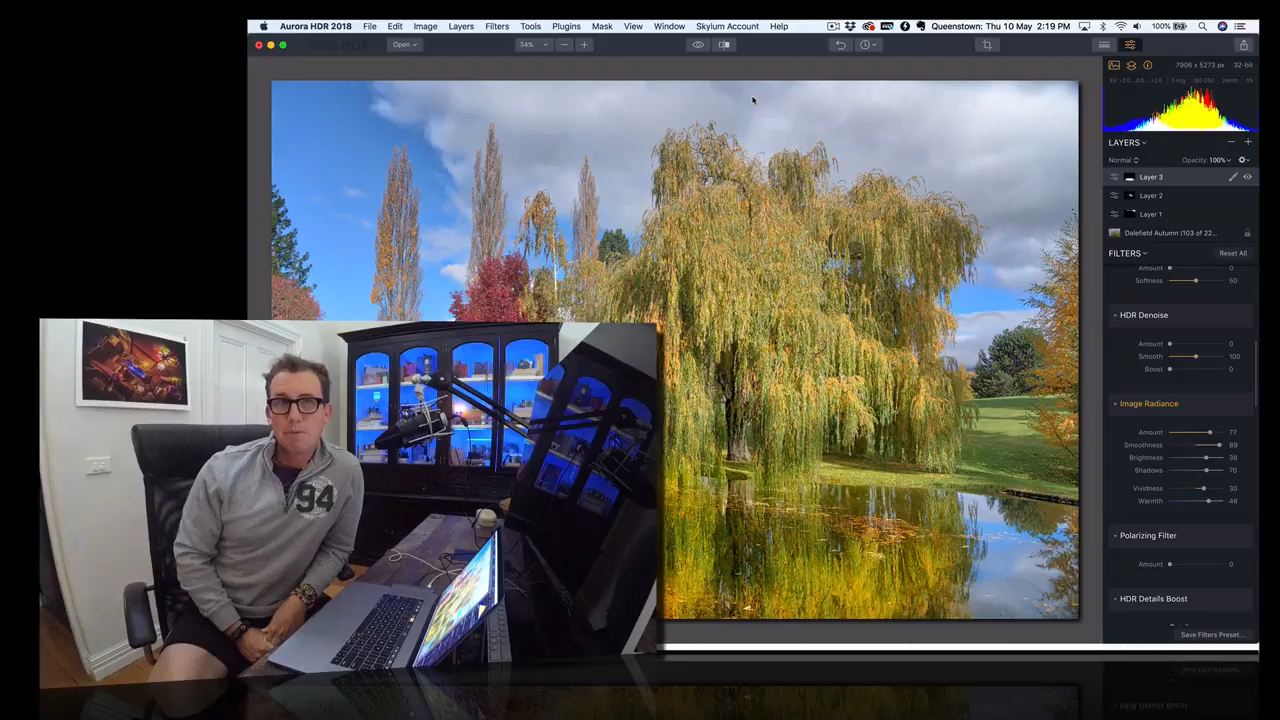 Aurora HDR 2018 File Edit Image Layers Filters Tools Plugins Mask View Window Skylum Account Help Queenstown: Thu 10 May 2:19 PM 100%
Open 34%
7906 x 5273 px 32-bit
ISO 250 24mm
LAYERS
Normal Opacity: 100%
Layer 3
Layer 2
Layer 1
Dalefield Autumn (103 of 22...
FILTERS Reset All
Amount 0
Softness 50
HDR Denoise
Amount 0
Smooth 100
Boost 0
Image Radiance
Amount 77
Smoothness 89
Brightness 38
Shadows 70
Vividness 30
Warmth 48
Polarizing Filter
Amount 0
HDR Details Boost
Save Filters Preset...
94